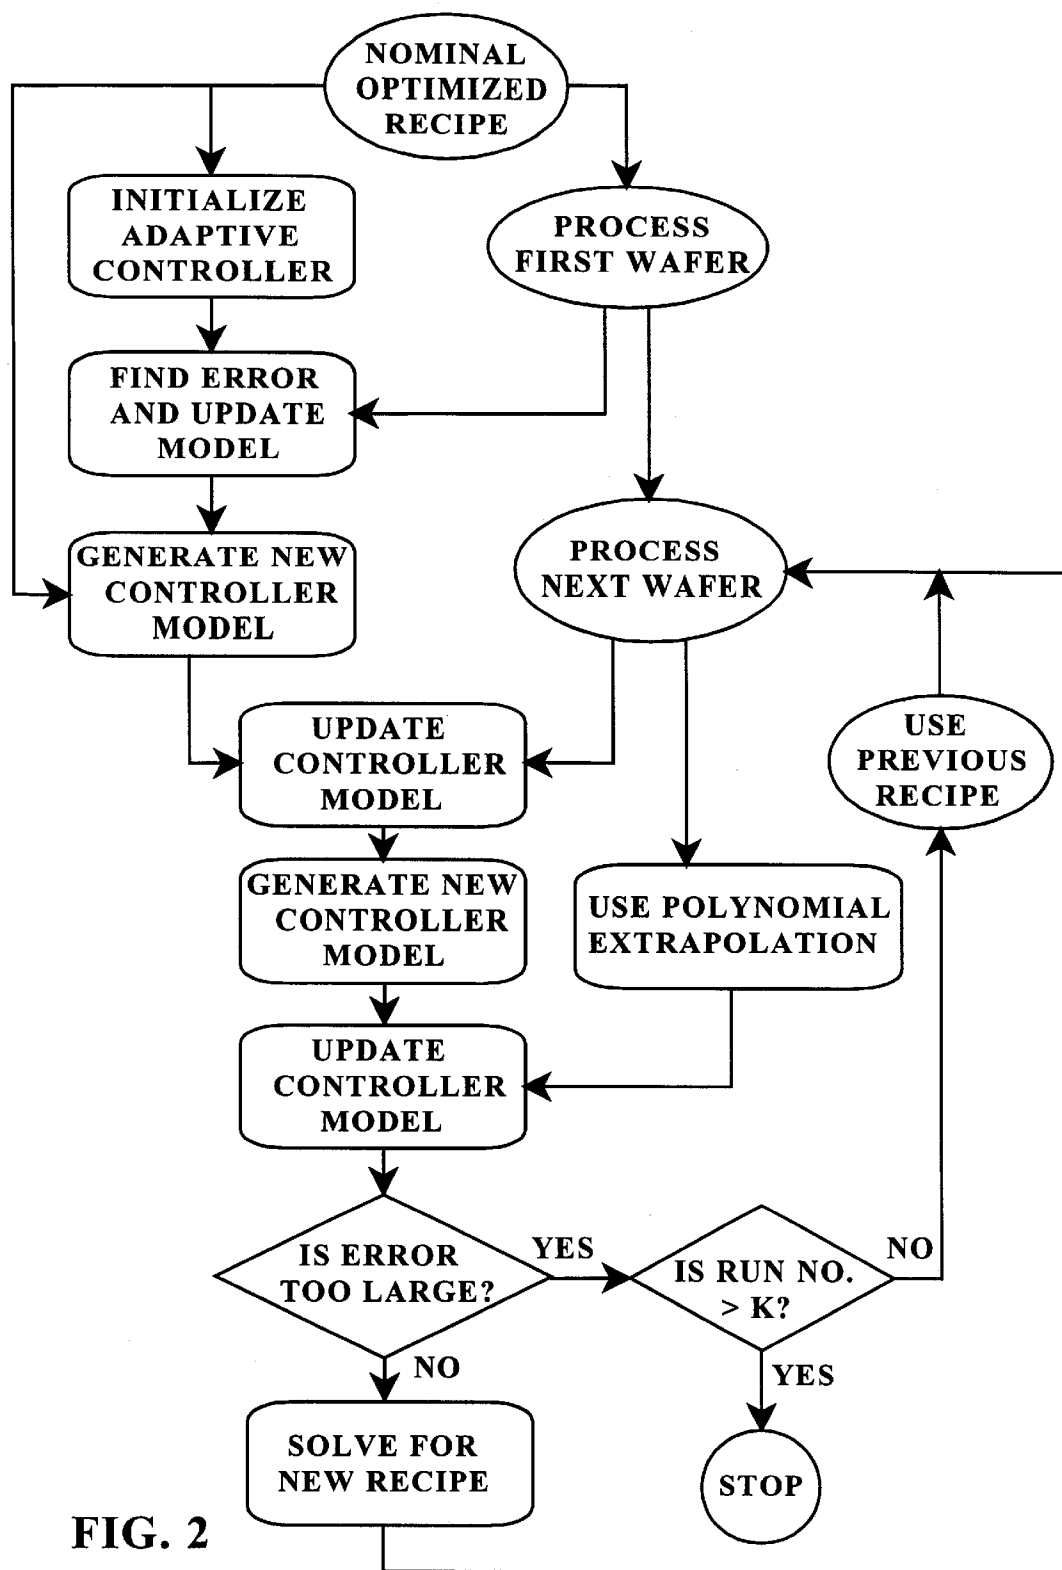 NOMINAL
OPTIMIZED
RECIPE
INITIALIZE
ADAPTIVE
CONTROLLER
PROCESS
FIRST WAFER
FIND ERROR
AND UPDATE
MODEL
GENERATE NEW
CONTROLLER
MODEL
PROCESS
NEXT WAFER
UPDATE
CONTROLLER
MODEL
USE
PREVIOUS
RECIPE
GENERATE NEW
CONTROLLER
MODEL
USE POLYNOMIAL
EXTRAPOLATION
UPDATE
CONTROLLER
MODEL
IS ERROR
TOO LARGE?
YES
IS RUN NO.
> K?
NO
NO
YES
SOLVE FOR
NEW RECIPE
STOP
FIG. 2